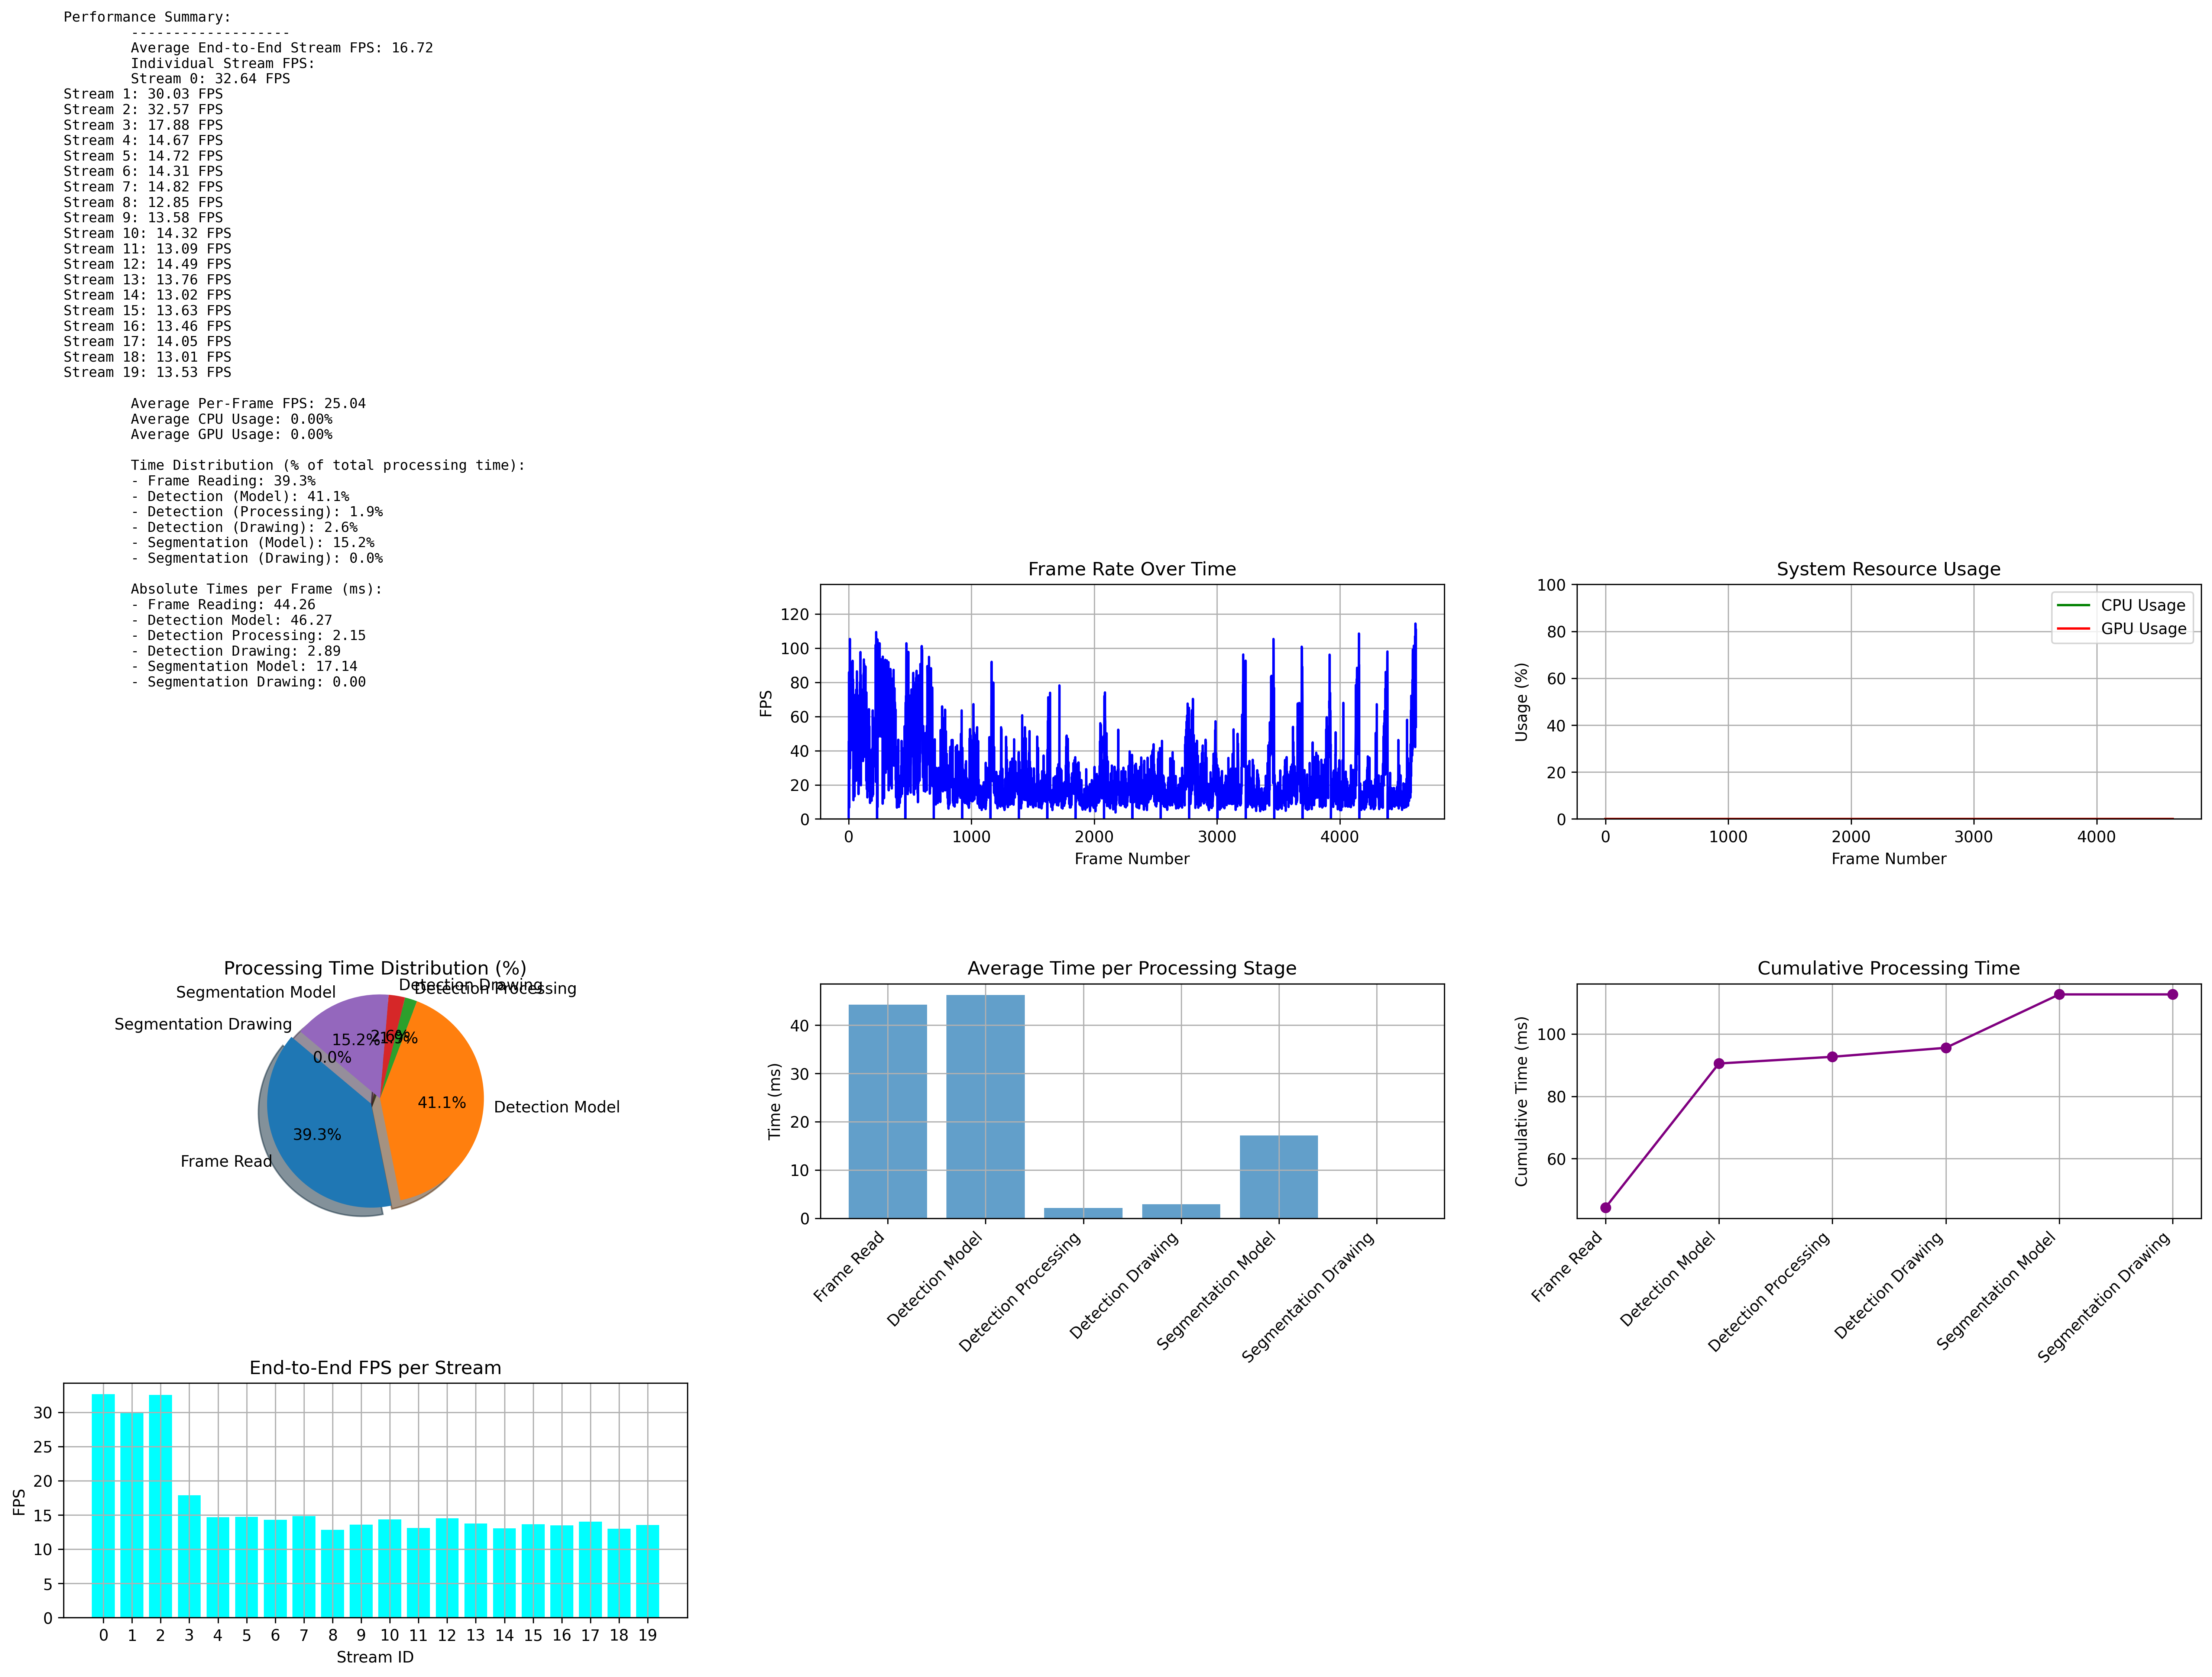 Performance Summary:
-------------------
Average End-to-End Stream FPS: 16.72
Individual Stream FPS:
Stream 0: 32.64 FPS
Stream 1: 30.03 FPS
Stream 2: 32.57 FPS
Stream 3: 17.88 FPS
Stream 4: 14.67 FPS
Stream 5: 14.72 FPS
Stream 6: 14.31 FPS
Stream 7: 14.82 FPS
Stream 8: 12.85 FPS
Stream 9: 13.58 FPS
Stream 10: 14.32 FPS
Stream 11: 13.09 FPS
Stream 12: 14.49 FPS
Stream 13: 13.76 FPS
Stream 14: 13.02 FPS
Stream 15: 13.63 FPS
Stream 16: 13.46 FPS
Stream 17: 14.05 FPS
Stream 18: 13.01 FPS
Stream 19: 13.53 FPS
Average Per-Frame FPS: 25.04
Average CPU Usage: 0.00%
Average GPU Usage: 0.00%
Time Distribution (% of total processing time):
- Frame Reading: 39.3%
- Detection (Model): 41.1%
- Detection (Processing): 1.9%
- Detection (Drawing): 2.6%
- Segmentation (Model): 15.2%
- Segmentation (Drawing): 0.0%
Absolute Times per Frame (ms):
- Frame Reading: 44.26
- Detection Model: 46.27
- Detection Processing: 2.15
- Detection Drawing: 2.89
- Segmentation Model: 17.14
- Segmentation Drawing: 0.00
Frame Rate Over Time
FPS
120
100
80
60
40
20
0
0 1000 2000 3000 4000
Frame Number
System Resource Usage
CPU Usage
GPU Usage
Usage (%)
100
80
60
40
20
0
0 1000 2000 3000 4000
Frame Number
Processing Time Distribution (%)
Detection Drawing
Detection Processing
Segmentation Model
Segmentation Drawing
Frame Read
Detection Model
15.2%
2.6%
1.9%
0.0%
41.1%
39.3%
Average Time per Processing Stage
Time (ms)
40
30
20
10
0
Frame Read
Detection Model
Detection Processing
Detection Drawing
Segmentation Model
Segmentation Drawing
Cumulative Processing Time
Cumulative Time (ms)
100
80
60
Frame Read
Detection Model
Detection Processing
Detection Drawing
Segmentation Model
Segmentation Drawing
End-to-End FPS per Stream
FPS
30
25
20
15
10
5
0
0 1 2 3 4 5 6 7 8 9 10 11 12 13 14 15 16 17 18 19
Stream ID